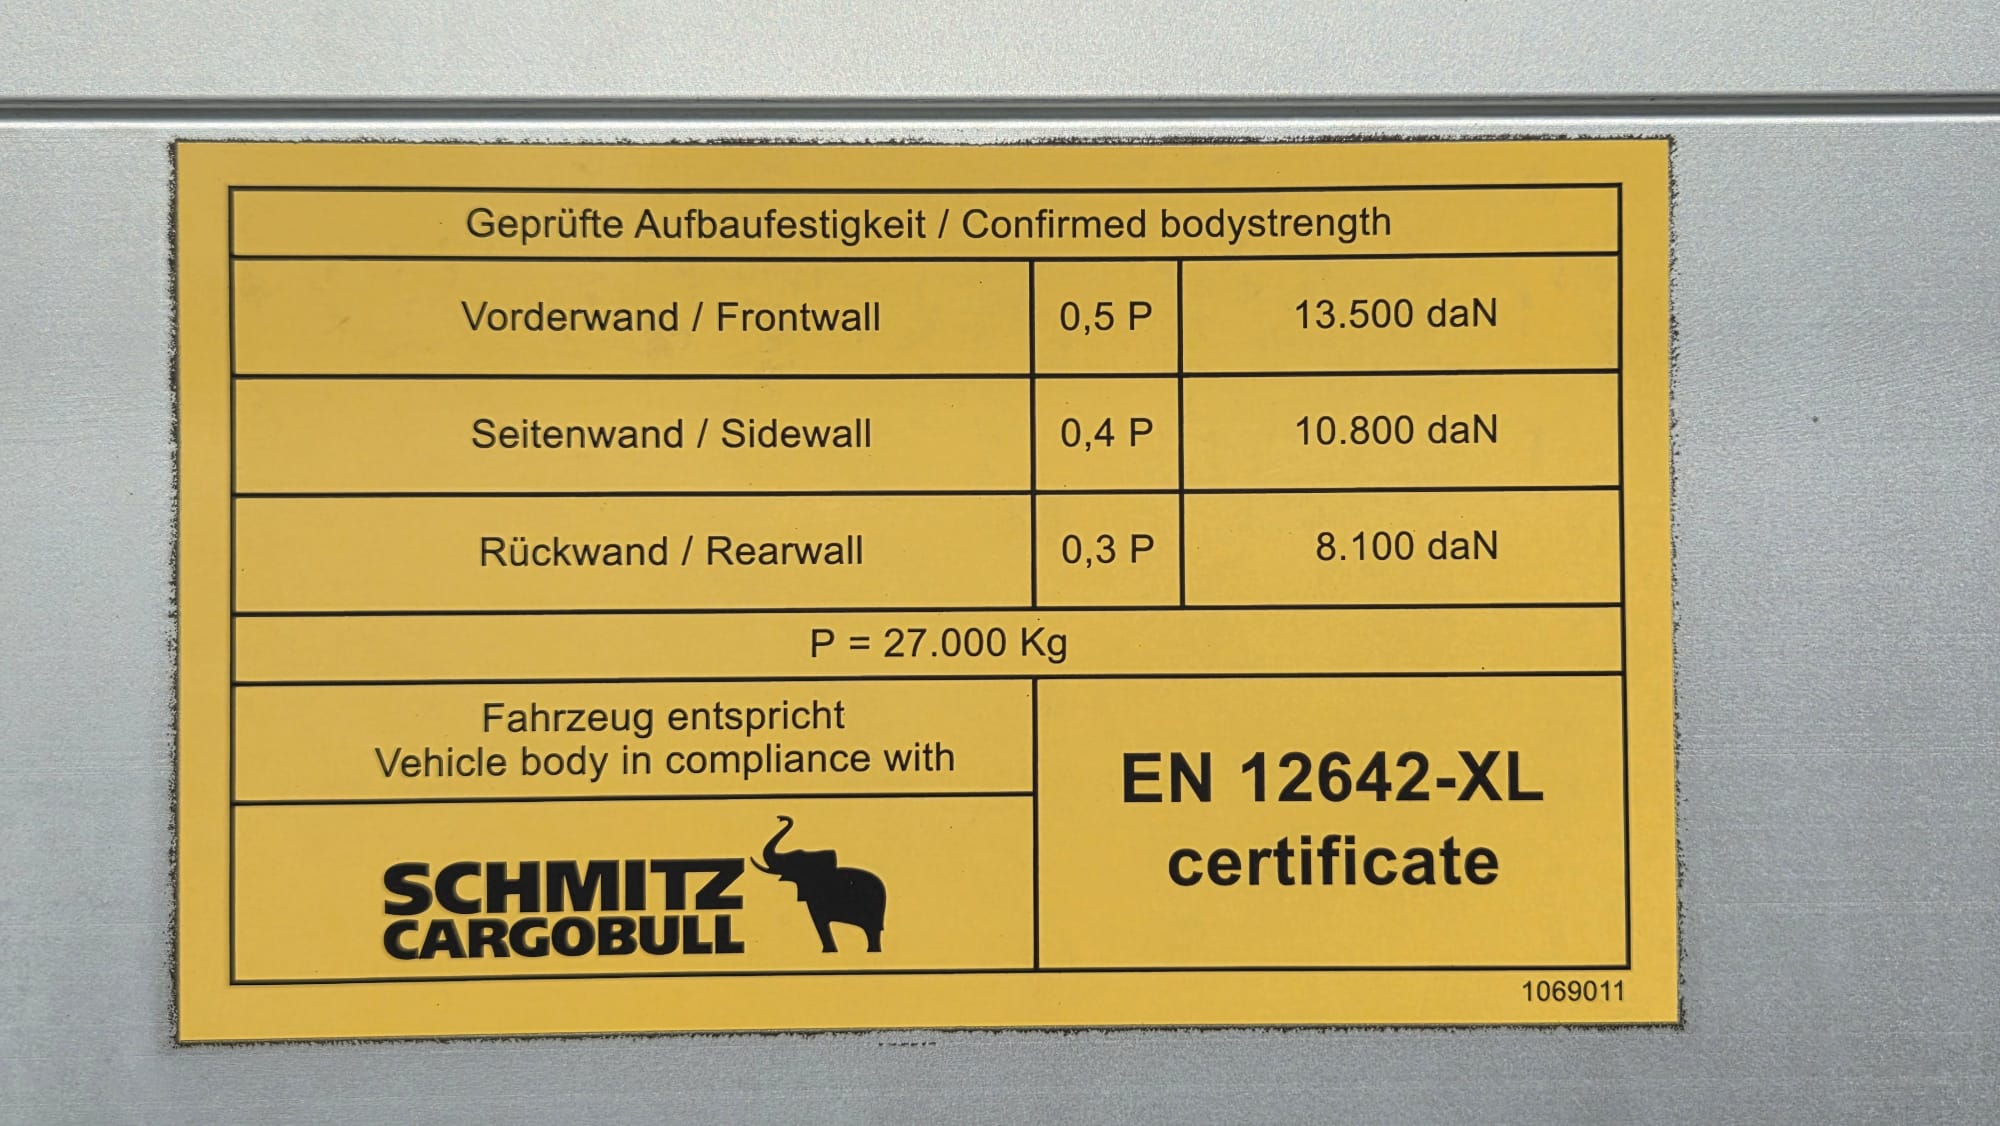 Geprüfte Aufbaufestigkeit / Confirmed bodystrength
Vorderwand / Frontwall 0,5 P 13.500 daN
Seitenwand / Sidewall 0,4 P 10.800 daN
Rückwand / Rearwall 0,3 P 8.100 daN
P = 27.000 Kg
Fahrzeug entspricht
Vehicle body in compliance with
EN 12642-XL
certificate
SCHMITZ
CARGOBULL
1069011